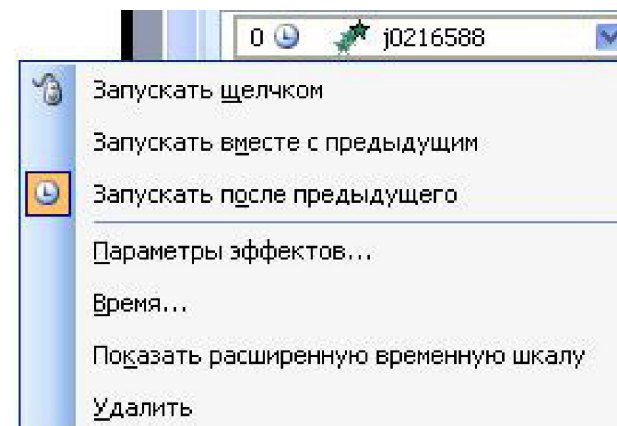 0 j0216588
Запускать щелчком
Запускать вместе с предыдущим
Запускать после предыдущего
Параметры эффектов...
Время...
Показать расширенную временную шкалу
Удалить